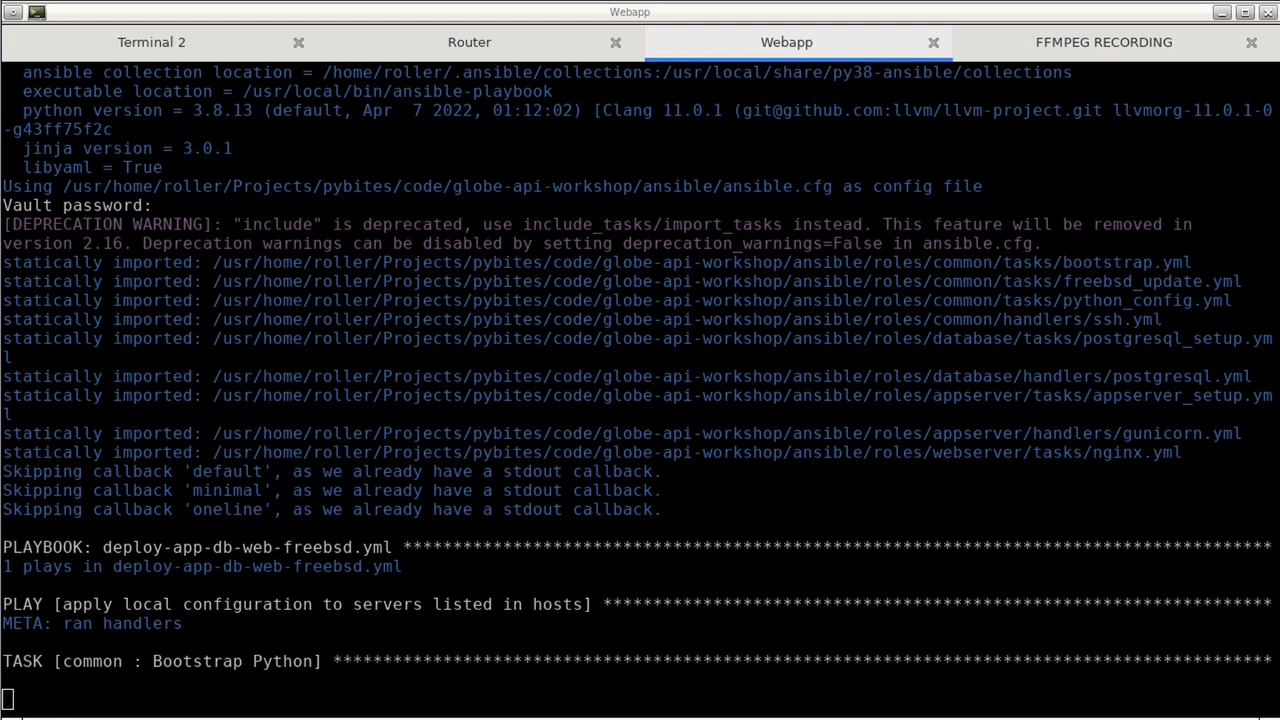 Webapp
Terminal 2
Router
Webapp
FFMPEG RECORDING
ansible collection location = /home/roller/.ansible/collections:/usr/local/share/py38-ansible/collections
executable location = /usr/local/bin/ansible-playbook
python version = 3.8.13 (default, Apr  7 2022, 01:12:02) [Clang 11.0.1 (git@github.com:llvm/llvm-project.git llvmorg-11.0.1-0
-g43ff75f2c
jinja version = 3.0.1
libyaml = True
Using /usr/home/roller/Projects/pybites/code/globe-api-workshop/ansible/ansible.cfg as config file
Vault password:
[DEPRECATION WARNING]: "include" is deprecated, use include_tasks/import_tasks instead. This feature will be removed in
version 2.16. Deprecation warnings can be disabled by setting deprecation_warnings=False in ansible.cfg.
statically imported: /usr/home/roller/Projects/pybites/code/globe-api-workshop/ansible/roles/common/tasks/bootstrap.yml
statically imported: /usr/home/roller/Projects/pybites/code/globe-api-workshop/ansible/roles/common/tasks/freebsd_update.yml
statically imported: /usr/home/roller/Projects/pybites/code/globe-api-workshop/ansible/roles/common/tasks/python_config.yml
statically imported: /usr/home/roller/Projects/pybites/code/globe-api-workshop/ansible/roles/common/handlers/ssh.yml
statically imported: /usr/home/roller/Projects/pybites/code/globe-api-workshop/ansible/roles/database/tasks/postgresql_setup.ym
l
statically imported: /usr/home/roller/Projects/pybites/code/globe-api-workshop/ansible/roles/database/handlers/postgresql.yml
statically imported: /usr/home/roller/Projects/pybites/code/globe-api-workshop/ansible/roles/appserver/tasks/appserver_setup.ym
l
statically imported: /usr/home/roller/Projects/pybites/code/globe-api-workshop/ansible/roles/appserver/handlers/gunicorn.yml
statically imported: /usr/home/roller/Projects/pybites/code/globe-api-workshop/ansible/roles/webserver/tasks/nginx.yml
Skipping callback 'default', as we already have a stdout callback.
Skipping callback 'minimal', as we already have a stdout callback.
Skipping callback 'oneline', as we already have a stdout callback.
PLAYBOOK: deploy-app-db-web-freebsd.yml ***************************************************************************************
1 plays in deploy-app-db-web-freebsd.yml
PLAY [apply local configuration to servers listed in hosts] *******************************************************************
META: ran handlers
TASK [common : Bootstrap Python] **********************************************************************************************